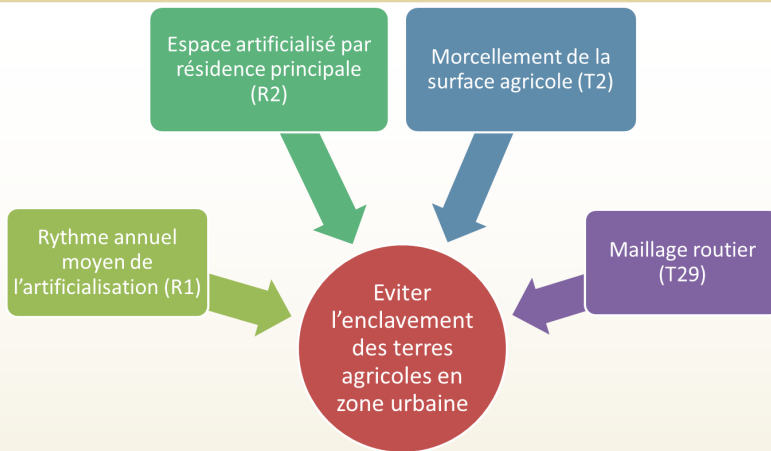 Espace artificialisé par
résidence principale
(R2)
Morcellement de la
surface agricole (T2)
Rythme annuel
moyen de
l'artificialisation (R1)
Maillage routier
(T29)
Eviter
l'enclavement
des terres
agricoles en
zone urbaine